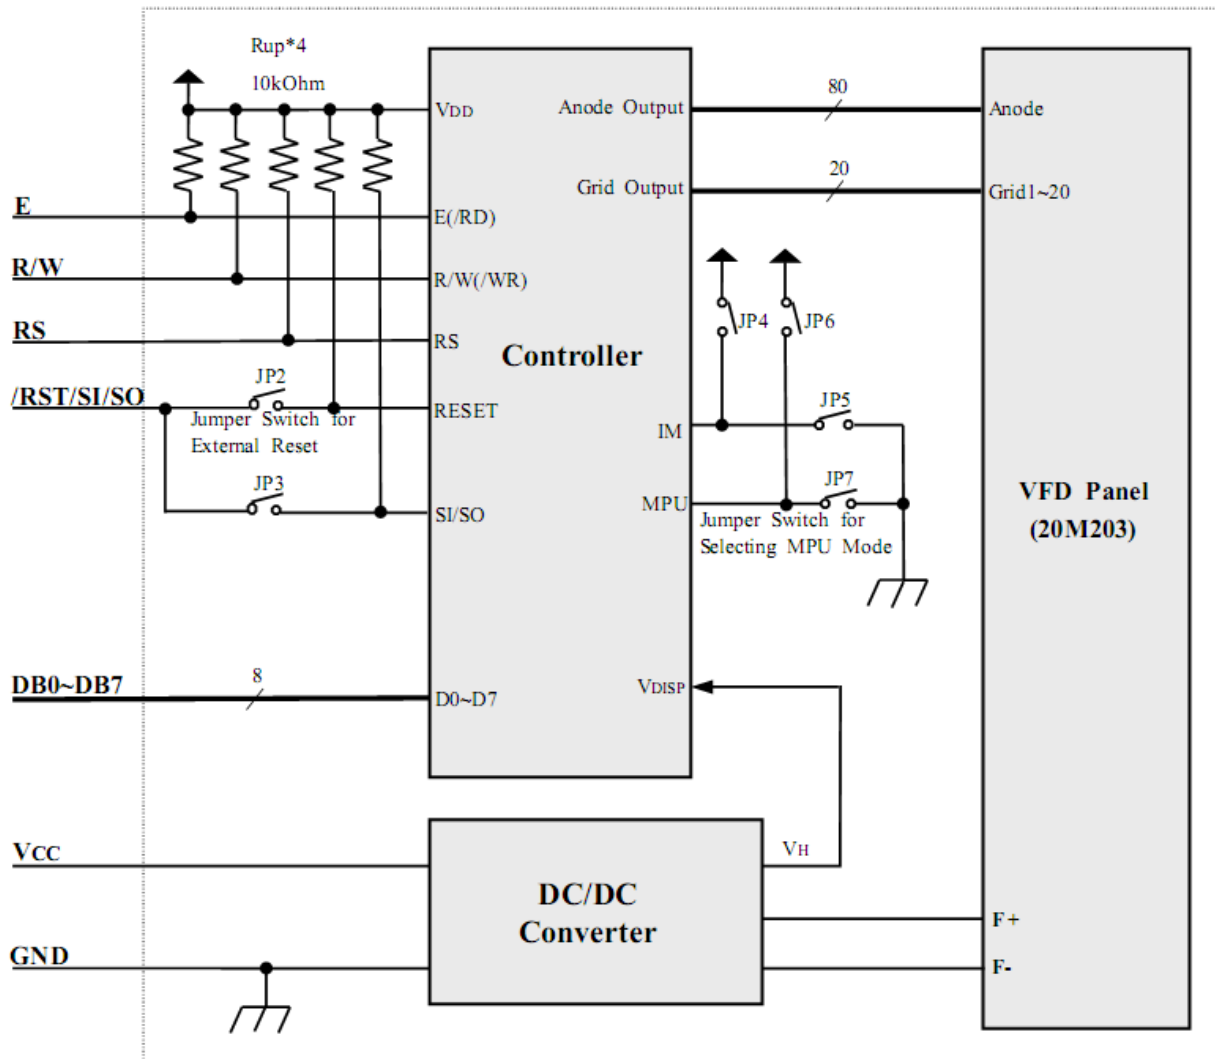 Rup*4
10kOhm
VDD
Anode Output
80
Anode
Grid Output
20
Grid1~20
E
E(/RD)
R/W
R/W(/WR)
RS
RS
JP4
JP6
Controller
/RST/SI/SO
JP2
RESET
Jumper Switch for
External Reset
IM
JP5
JP3
SI/SO
MPU
JP7
Jumper Switch for
Selecting MPU Mode
VFD Panel
(20M203)
DB0~DB7
8
D0~D7
VDISP
VCC
VH
DC/DC
Converter
F+
GND
F-